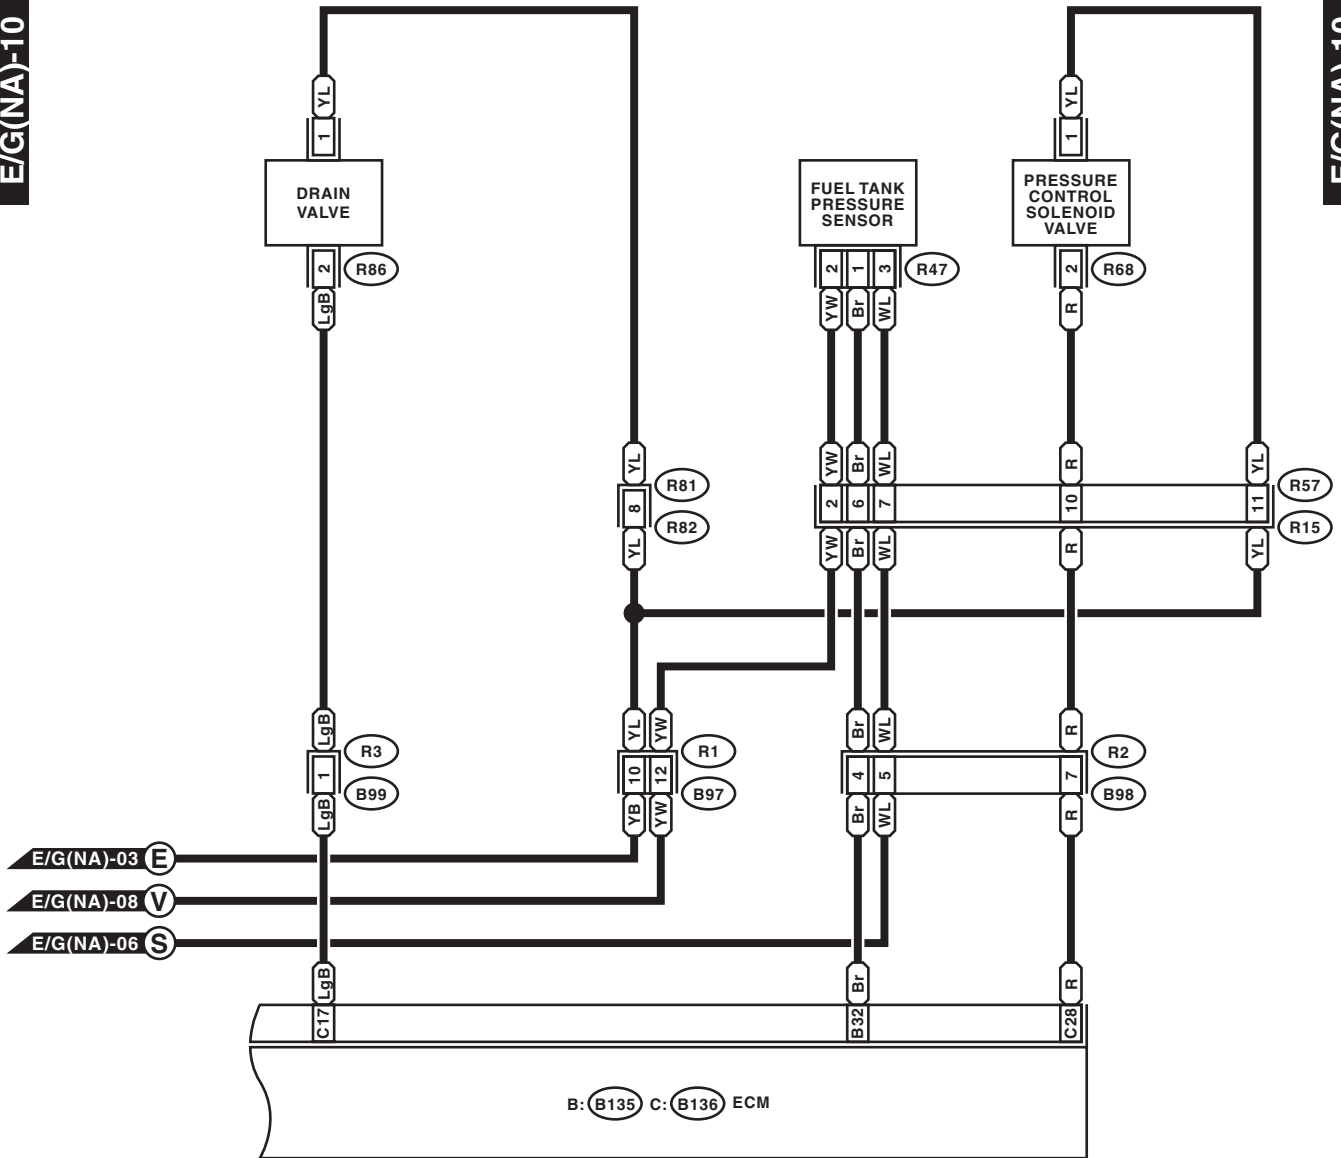 E/G(NA)-10
E/G(NA)-10
YL
YL
1
1
DRAIN
VALVE
FUEL TANK
PRESSURE
SENSOR
PRESSURE
CONTROL
SOLENOID
VALVE
2 R86
2 1 3 R47
2 R68
LgB
YW Br WL
R
YL
YW Br WL
R
YL
R81
R57
8
2 6 7 10 11
R82
R15
YL
YW Br WL
R
YL
LgB
YL YW
Br WL
R
R3
R1
R2
1
10 12
4 5 7
B99
B97
B98
LgB
YB YW
Br WL
R
E/G(NA)-03 E
E/G(NA)-08 V
E/G(NA)-06 S
LgB
Br
R
C17
B32
C28
B: B135 C: B136 ECM